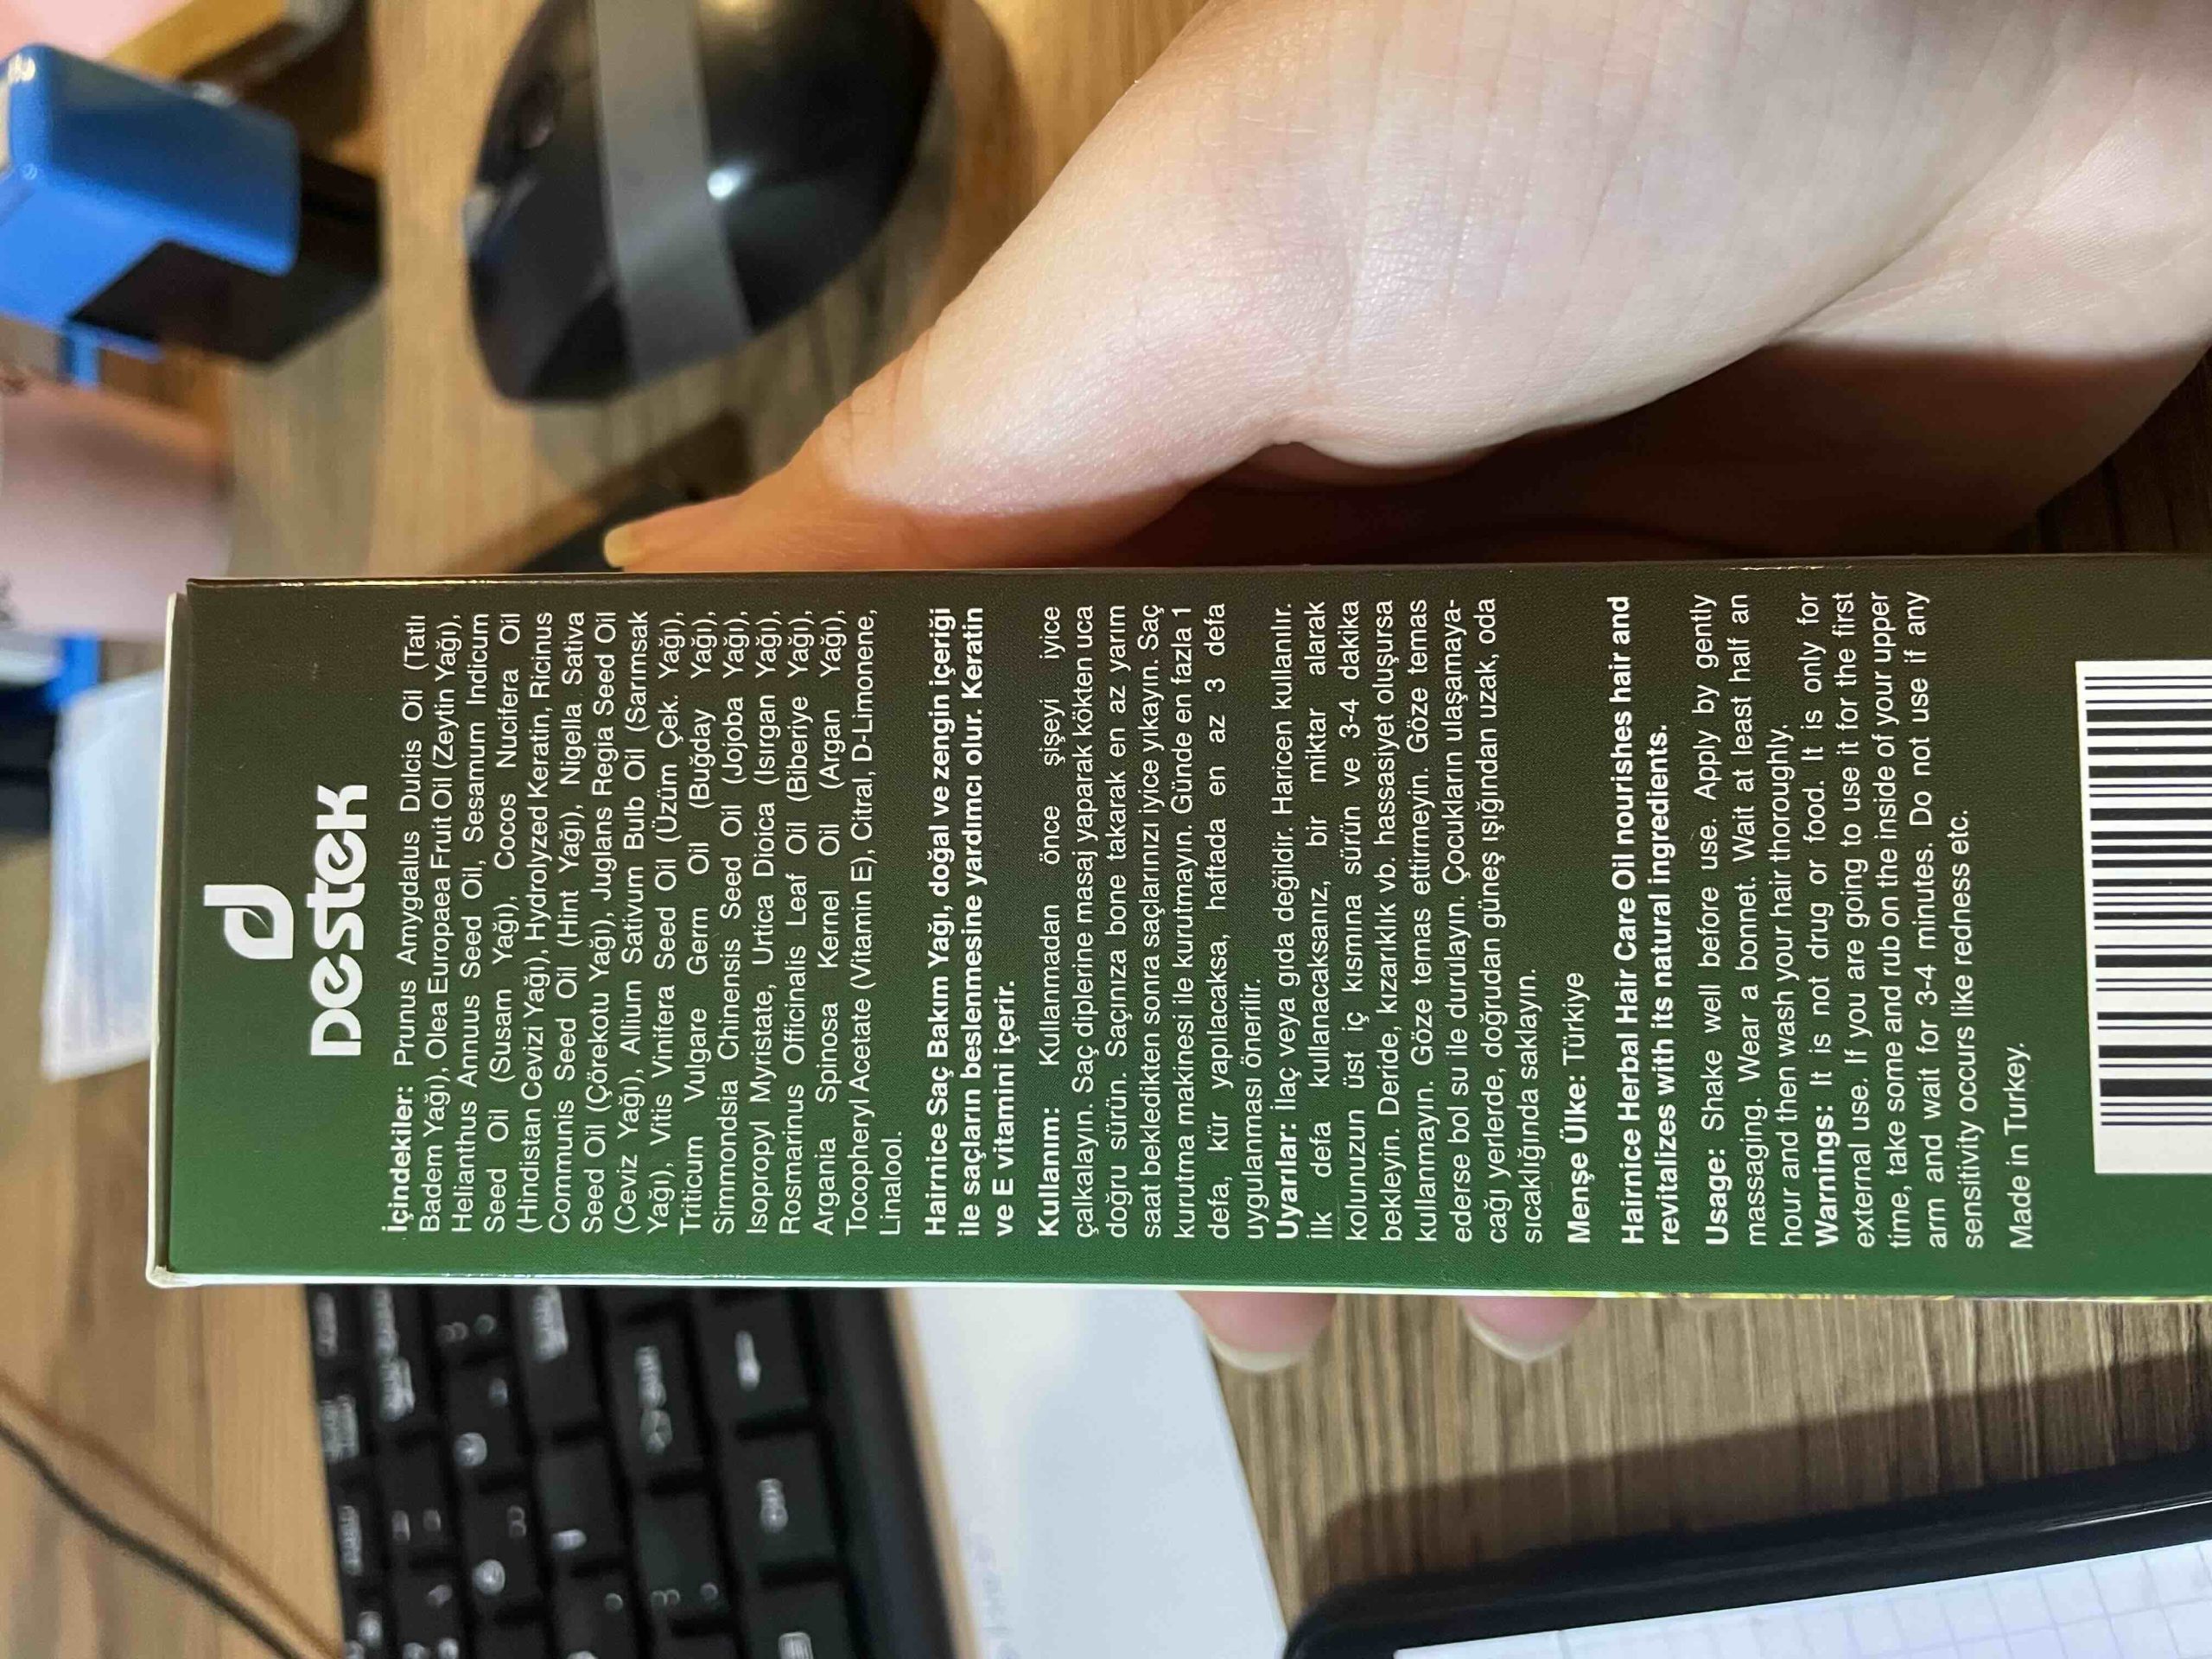 Destek
İçindekiler: Prunus Amygdalus Dulcis Oil (Tatlı
Badem Yağı), Olea Europaea Fruit Oil (Zeytin Yağı),
Helianthus Annuus Seed Oil, Sesamum Indicum
Seed Oil (Susam Yağı), Cocos Nucifera Oil
(Hindistan Cevizi Yağı), Hydrolyzed Keratin, Ricinus
Communis Seed Oil (Hint Yağı), Nigella Sativa
Seed Oil (Çörekotu Yağı), Juglans Regia Seed Oil
(Ceviz Yağı), Allium Sativum Bulb Oil (Sarımsak
Yağı), Vitis Vinifera Seed Oil (Üzüm Çek. Yağı),
Triticum Vulgare Germ Oil (Buğday Yağı),
Simmondsia Chinensis Seed Oil (Jojoba Yağı),
Isopropyl Myristate, Urtica Dioica (Isırgan Yağı),
Rosmarinus Officinalis Leaf Oil (Biberiye Yağı),
Argania Spinosa Kernel Oil (Argan Yağı),
Tocopheryl Acetate (Vitamin E), Citral, D-Limonene,
Linalool.
Hairnice Saç Bakım Yağı, doğal ve zengin içeriği
ile saçların beslenmesine yardımcı olur. Keratin
ve E vitamini içerir.
Kullanım: Kullanmadan önce şişeyi iyice
çalkalayın. Saç diplerine masaj yaparak kökten uca
doğru sürün. Saçınıza bone takarak en az yarım
saat bekledikten sonra saçlarınızı iyice yıkayın. Saç
kurutma makinesi ile kurutmayın. Günde en fazla 1
defa, kür yapılacaksa, haftada en az 3 defa
uygulanması önerilir.
Uyarılar: İlaç veya gıda değildir. Haricen kullanılır.
İlk defa kullanacaksanız, bir miktar alarak
kolunuzun üst iç kısmına sürün ve 3-4 dakika
bekleyin. Deride, kızarıklık vb. hassasiyet oluşursa
kullanmayın. Göze temas ettirmeyin. Göze temas
ederse bol su ile durulayın. Çocukların ulaşamaya-
cağı yerlerde, doğrudan güneş ışığından uzak, oda
sıcaklığında saklayın.
Menşe Ülke: Türkiye
Hairnice Herbal Hair Care Oil nourishes hair and
revitalizes with its natural ingredients.
Usage: Shake well before use. Apply by gently
massaging. Wear a bonnet. Wait at least half an
hour and then wash your hair thoroughly.
Warnings: It is not drug or food. It is only for
external use. If you are going to use it for the first
time, take some and rub on the inside of your upper
arm and wait for 3-4 minutes. Do not use if any
sensitivity occurs like redness etc.
Made in Turkey.